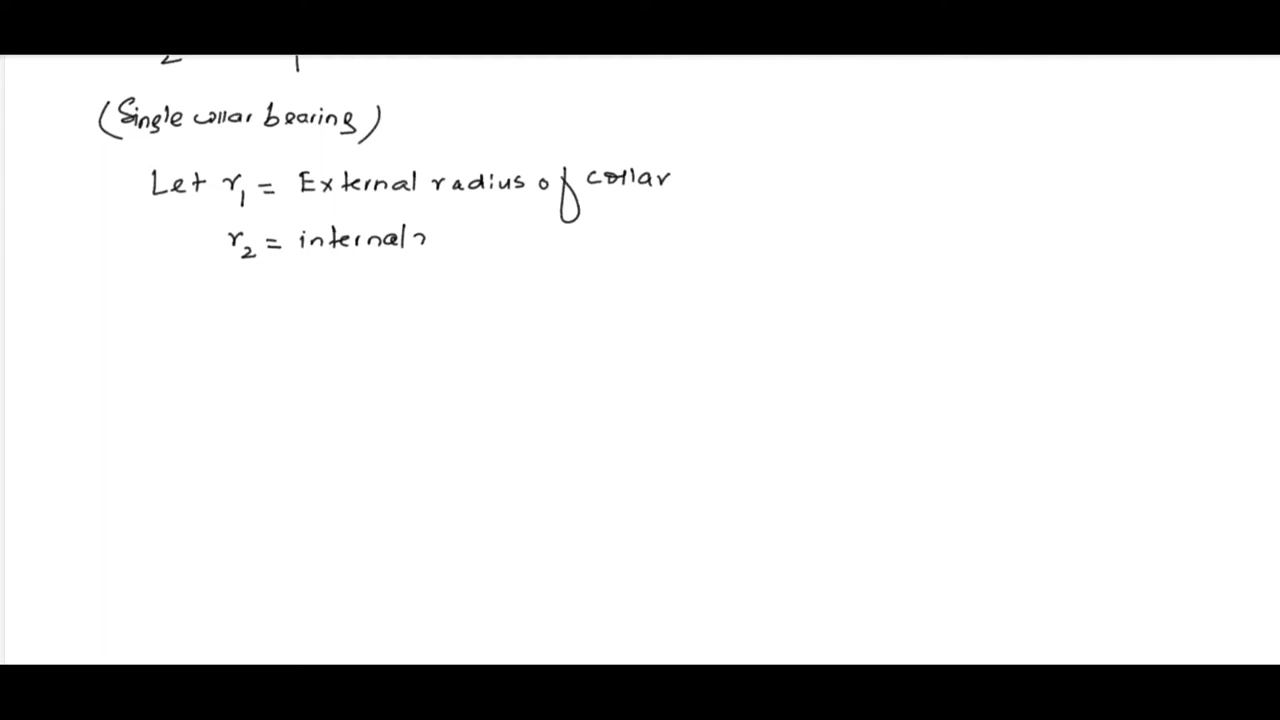 (Single collar bearing)
Let r₁ = External radius of collar
r₂ = internal